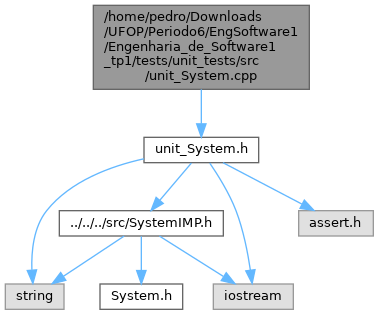 /home/pedro/Downloads
/UFOP/Periodo6/EngSoftware1
/Engenharia_de_Software1
_tp1/tests/unit_tests/src
/unit_System.cpp
unit_System.h
../../../src/SystemIMP.h
assert.h
string
System.h
iostream